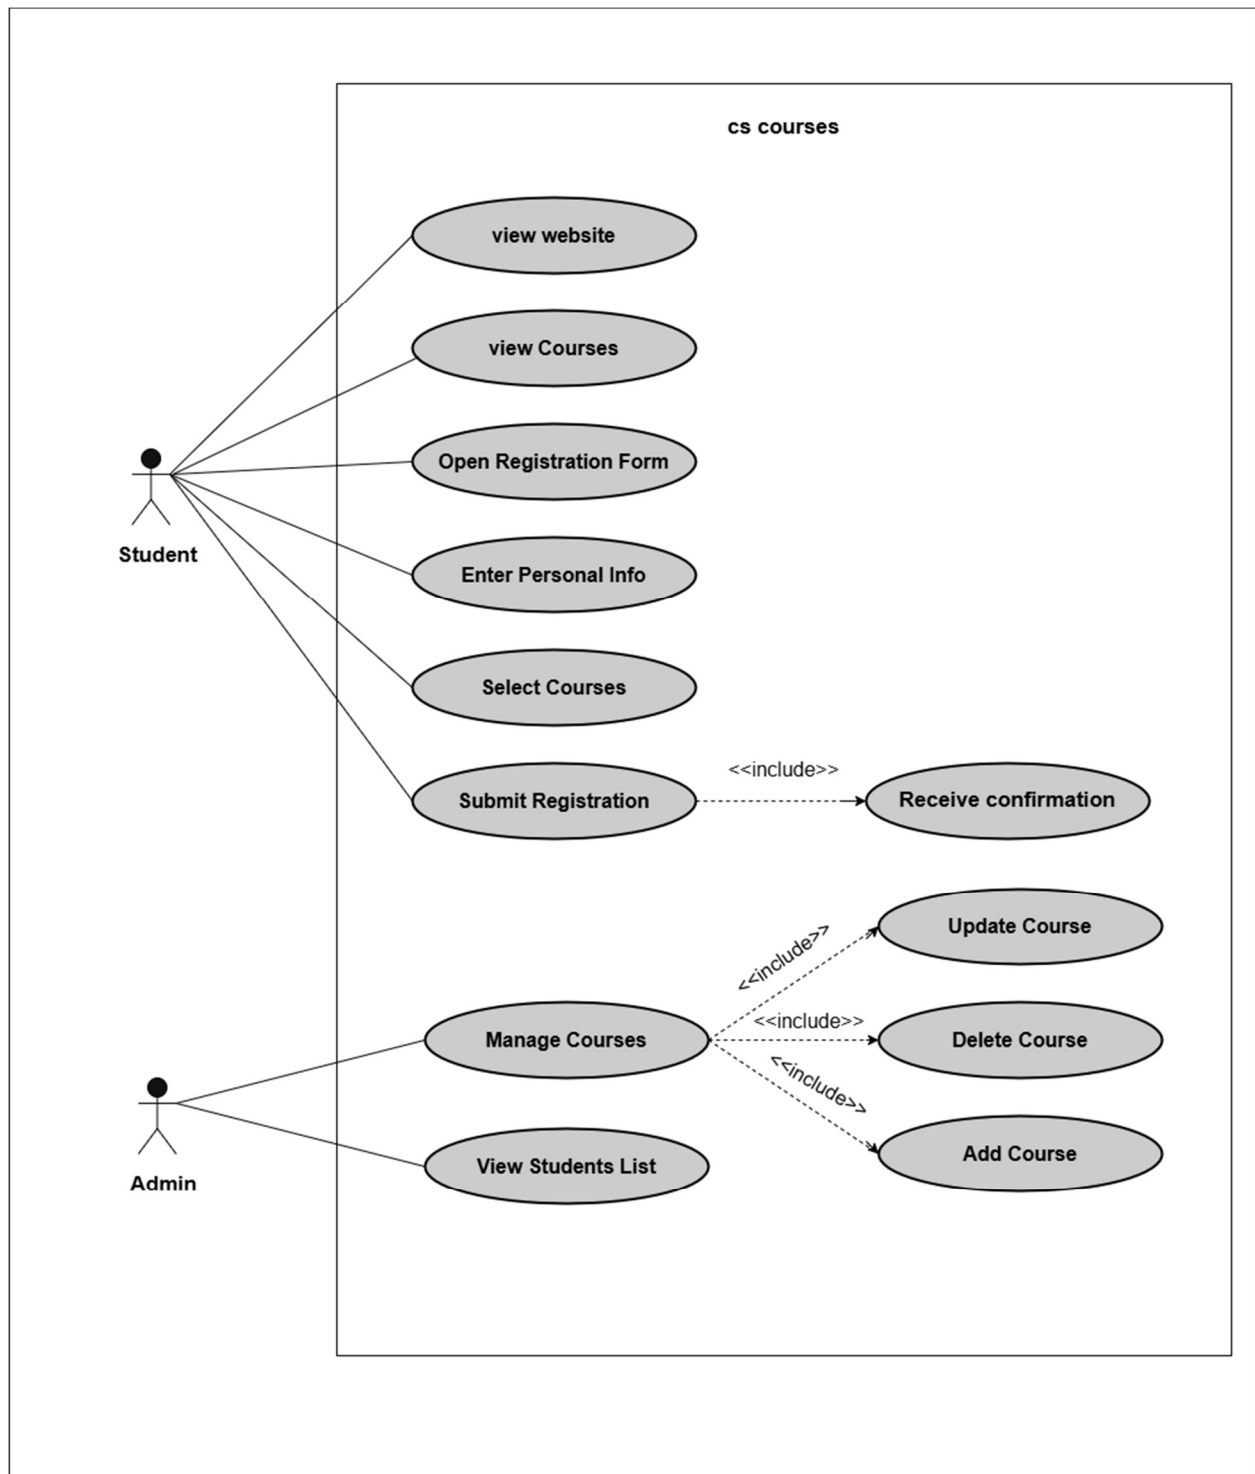 cs courses
view website
view Courses
Open Registration Form
Student
Enter Personal Info
Select Courses
<<include>>
Submit Registration
Receive confirmation
Update Course
<<include>>
<<include>>
Manage Courses
Delete Course
<<include>>
Add Course
View Students List
Admin